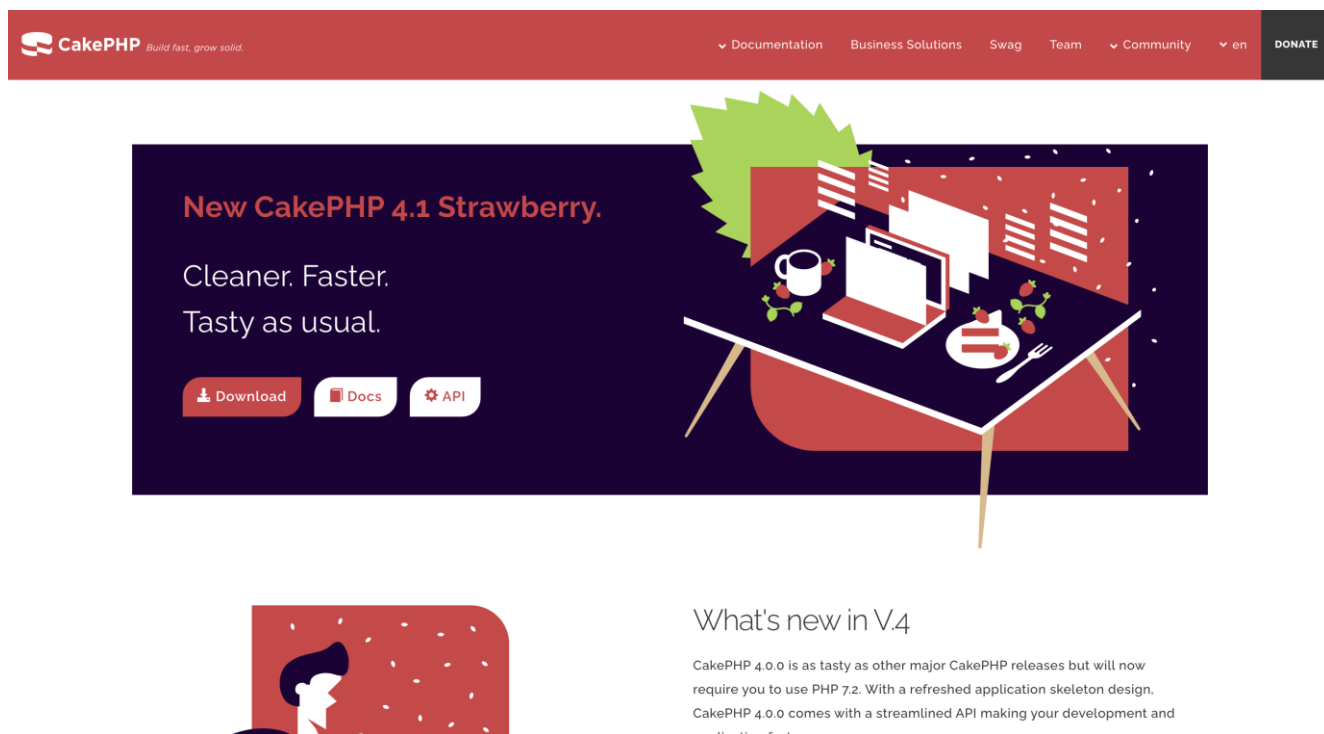 CakePHP Build fast, grow solid.
Documentation Business Solutions Swag Team Community en DONATE
New CakePHP 4.1 Strawberry.
Cleaner. Faster.
Tasty as usual.
Download Docs API
What's new in V.4
CakePHP 4.0.0 is as tasty as other major CakePHP releases but will now
require you to use PHP 7.2. With a refreshed application skeleton design,
CakePHP 4.0.0 comes with a streamlined API making your development and